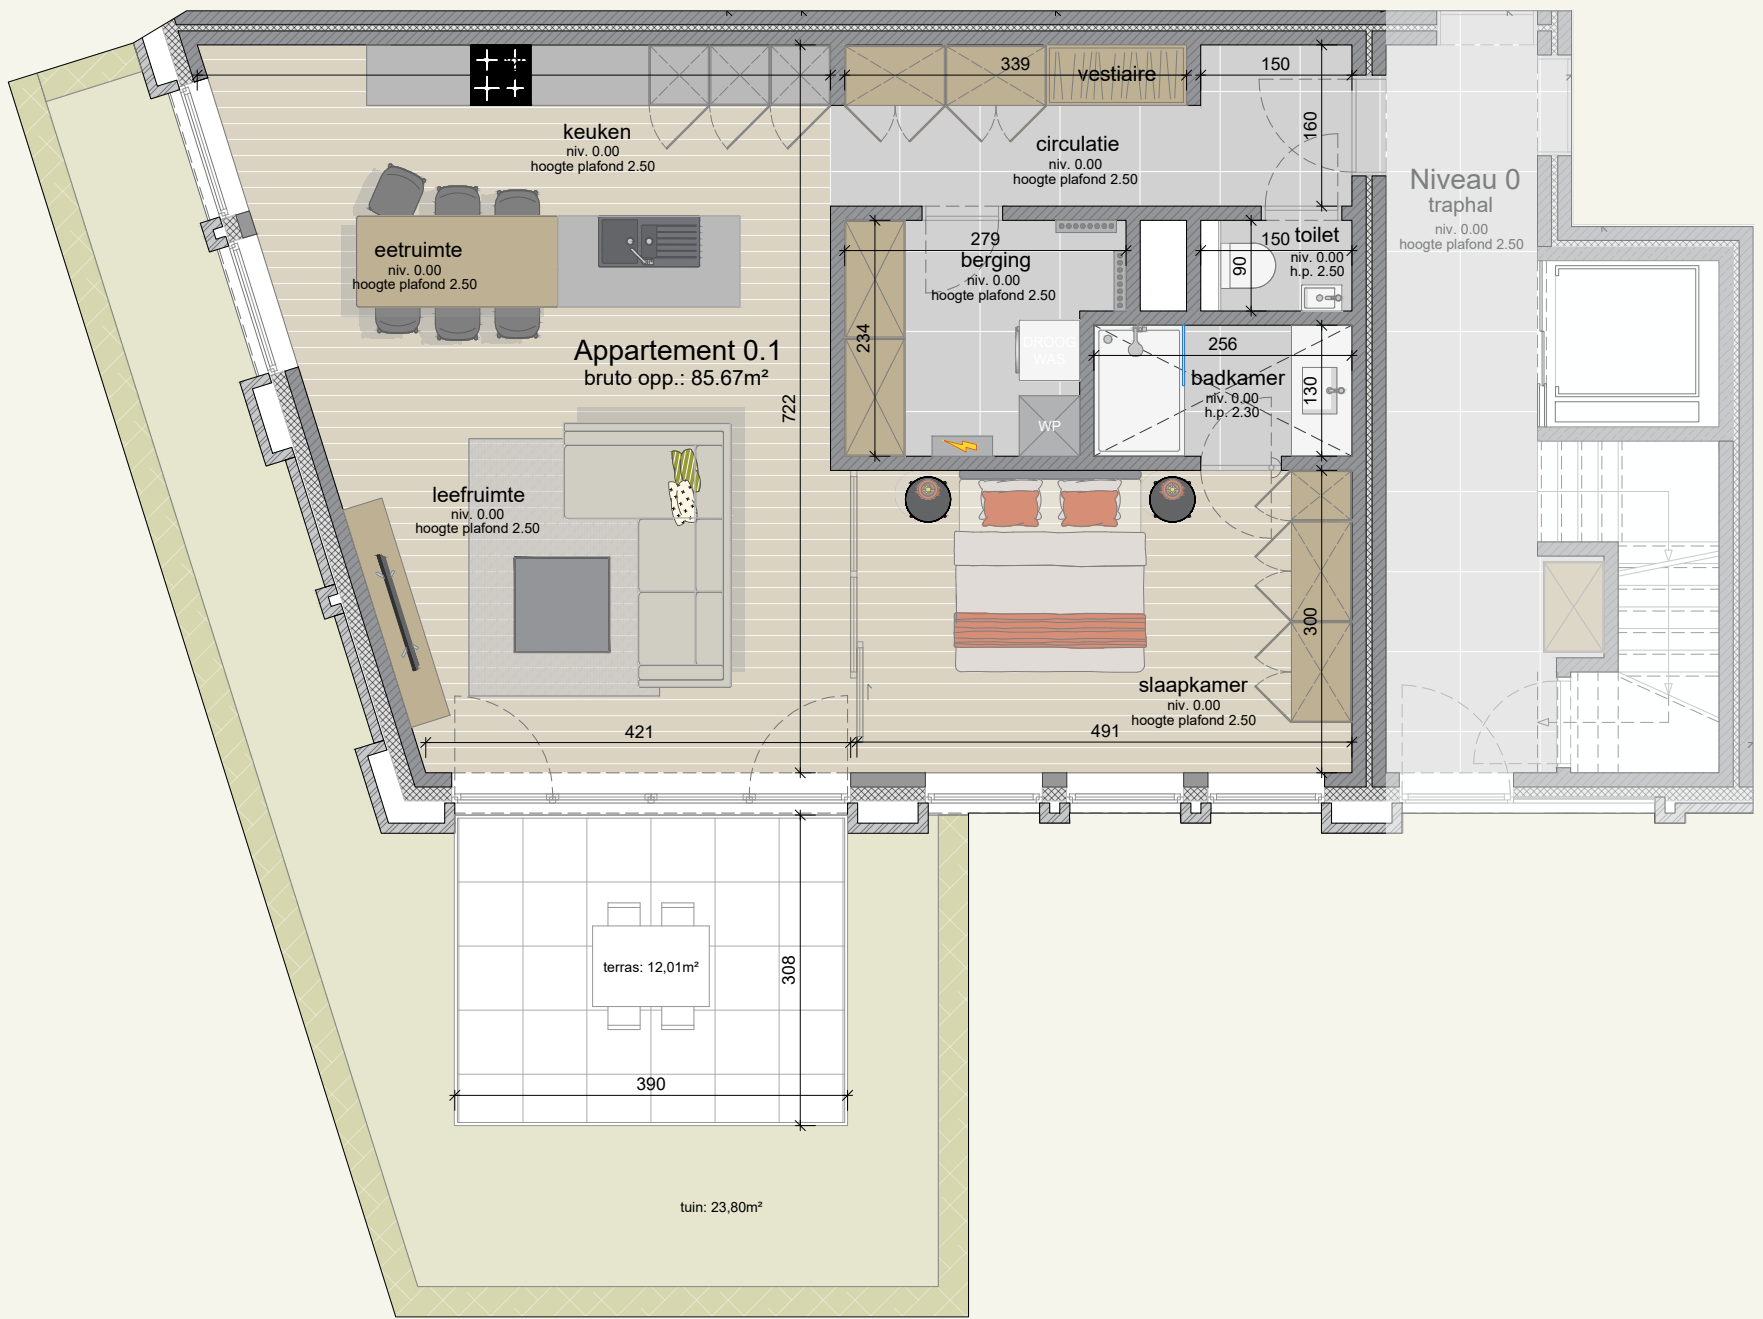 339
vestiaire
150
keuken
niv. 0.00
hoogte plafond 2.50
circulatie
niv. 0.00
hoogte plafond 2.50
160
Niveau 0
traphal
niv. 0.00
hoogte plafond 2.50
eetruimte
niv. 0.00
hoogte plafond 2.50
279
berging
niv. 0.00
hoogte plafond 2.50
150
toilet
niv. 0.00
h.p. 2.50
90
234
DROOG
WAS
Appartement 0.1
bruto opp.: 85.67m²
722
256
badkamer
niv. 0.00
h.p. 2.30
130
WP
leefruimte
niv. 0.00
hoogte plafond 2.50
300
slaapkamer
niv. 0.00
hoogte plafond 2.50
421
491
terras: 12,01m²
308
390
tuin: 23,80m²